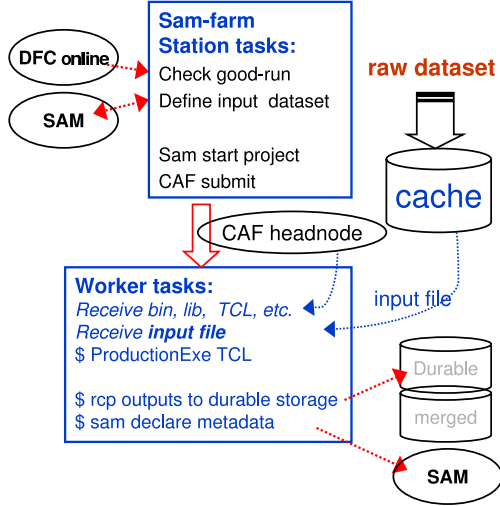 Sam-farm
Station tasks:
DFC online
Check good-run
Define input dataset
SAM
Sam start project
CAF submit
raw dataset
cache
CAF headnode
input file
Worker tasks:
Receive bin, lib, TCL, etc.
Receive input file
$ ProductionExe TCL
$ rcp outputs to durable storage
$ sam declare metadata
Durable
merged
SAM